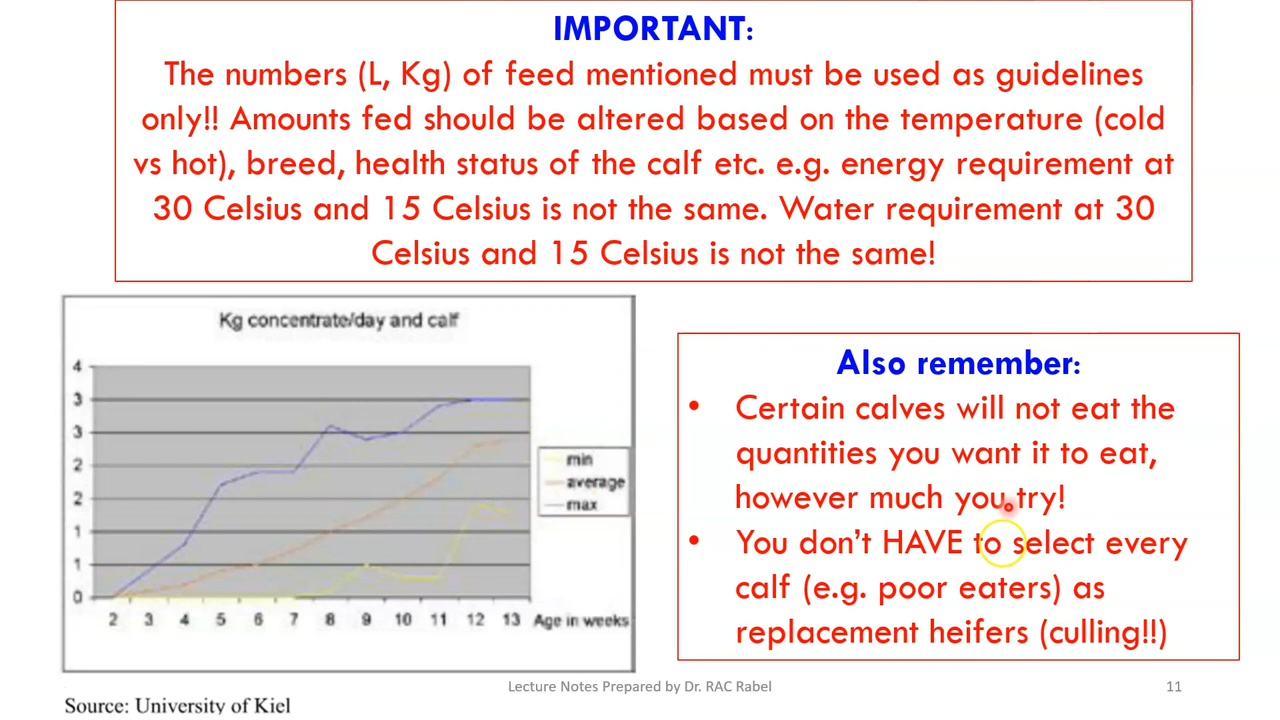 IMPORTANT:
The numbers (L, Kg) of feed mentioned must be used as guidelines
only!! Amounts fed should be altered based on the temperature (cold
vs hot), breed, health status of the calf etc. e.g. energy requirement at
30 Celsius and 15 Celsius is not the same. Water requirement at 30
Celsius and 15 Celsius is not the same!
Kg concentrate/day and calf
4
3
3
2
2
1
1
0
2 3 4 5 6 7 8 9 10 11 12 13 Age in weeks
min
average
max
Source: University of Kiel
Also remember:
• Certain calves will not eat the
quantities you want it to eat,
however much you try!
• You don’t HAVE to select every
calf (e.g. poor eaters) as
replacement heifers (culling!!)
Lecture Notes Prepared by Dr. RAC Rabel
11